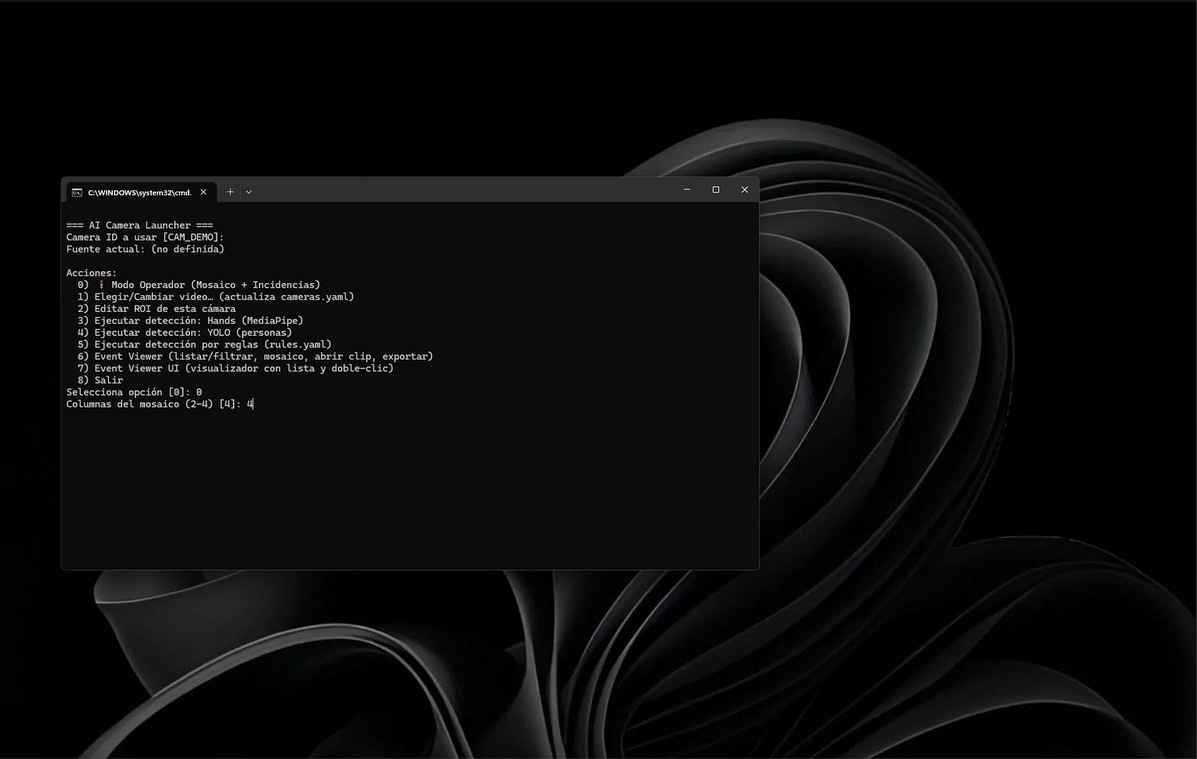 C:\WINDOWS\system32\cmd.
=== AI Camera Launcher ===
Camera ID a usar [CAM_DEMO]:
Fuente actual: (no definida)
Acciones:
0) Modo Operador (Mosaico + Incidencias)
1) Elegir/Cambiar video… (actualiza cameras.yaml)
2) Editar ROI de esta cámara
3) Ejecutar detección: Hands (MediaPipe)
4) Ejecutar detección: YOLO (personas)
5) Ejecutar detección por reglas (rules.yaml)
6) Event Viewer (listar/filtrar, mosaico, abrir clip, exportar)
7) Event Viewer UI (visualizador con lista y doble-clic)
8) Salir
Selecciona opción [0]: 0
Columnas del mosaico (2-4) [4]: 4